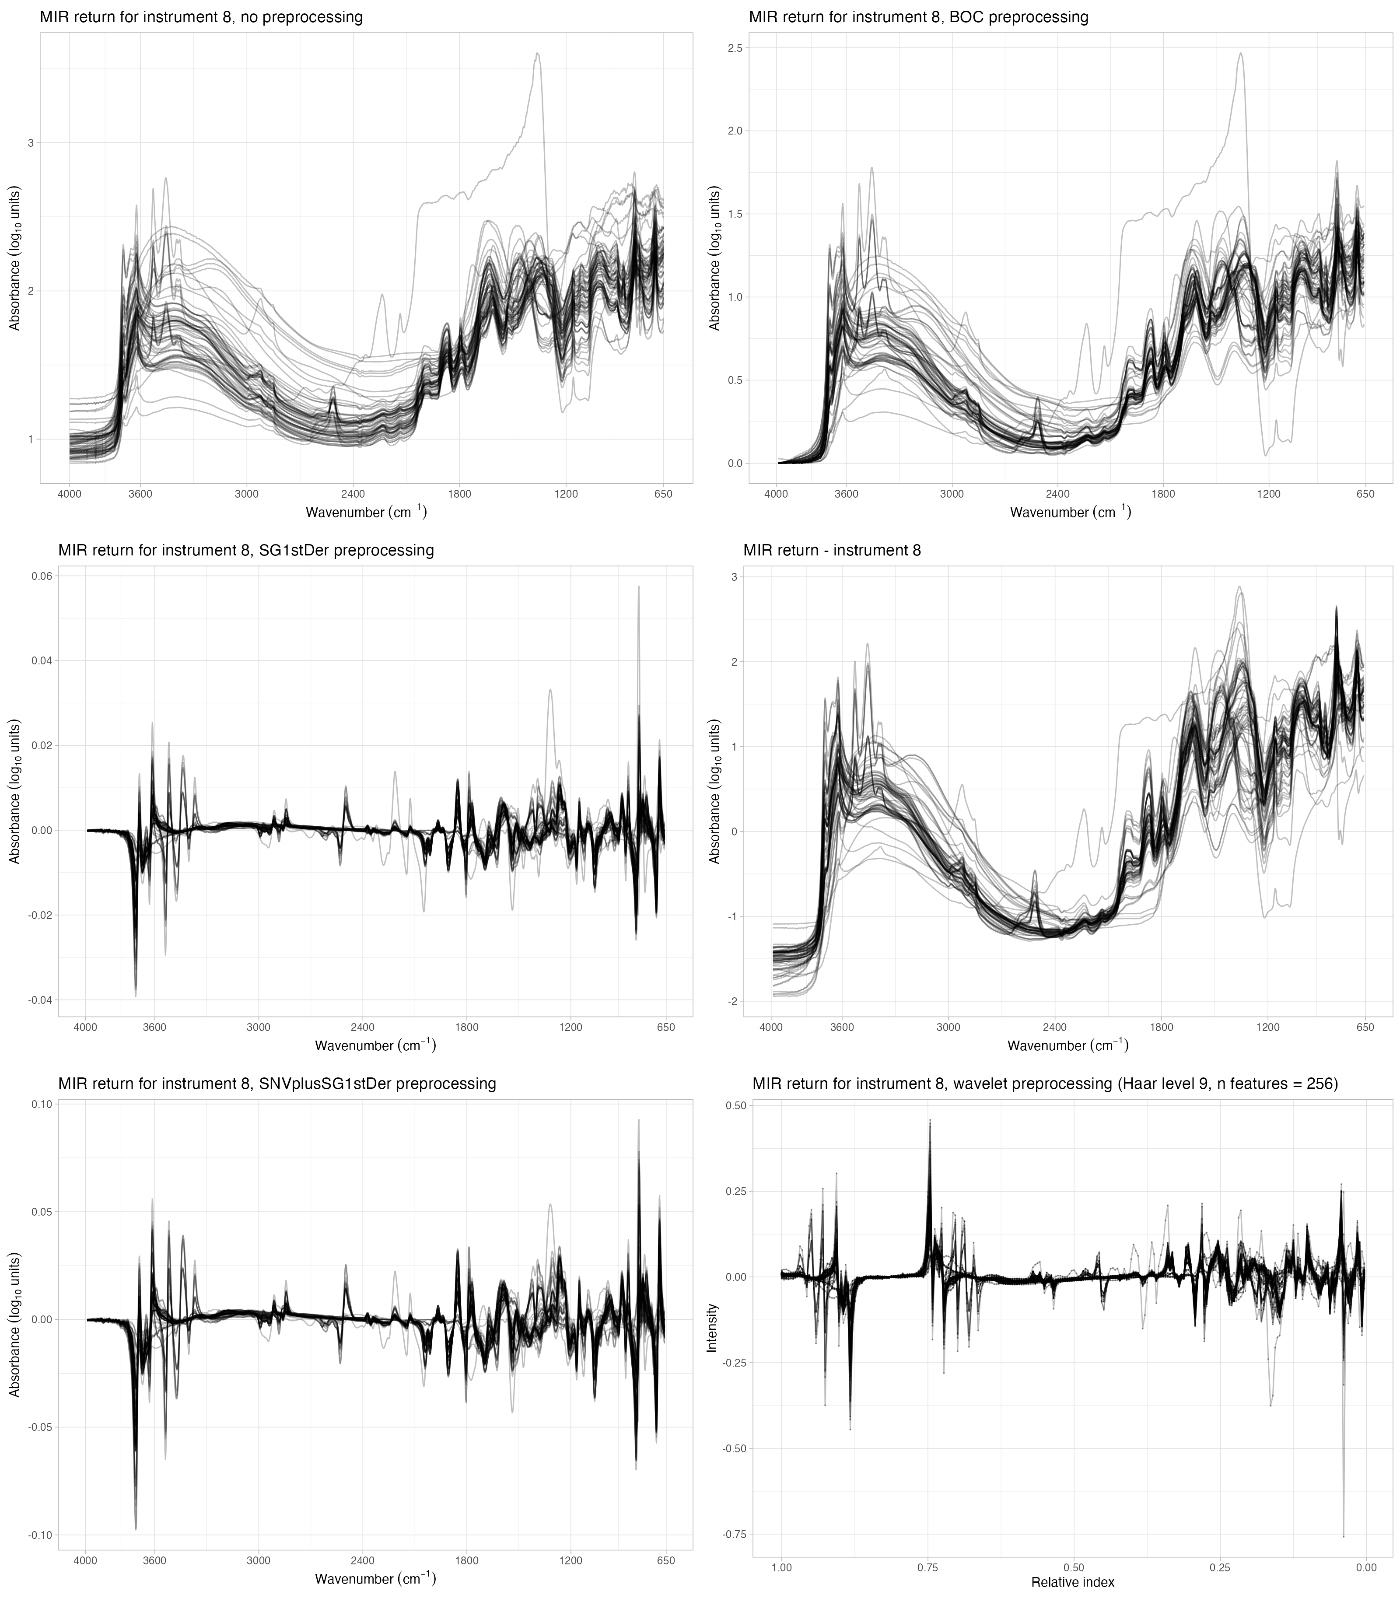 MIR return for instrument 8, no preprocessing
Absorbance (log10 units)
3
2
1
4000 3600 3000 2400 1800 1200 650
Wavenumber (cm 1)
MIR return for instrument 8, BOC preprocessing
Absorbance (log10 units)
2.5
2.0
1.5
1.0
0.5
0.0
4000 3600 3000 2400 1800 1200 650
Wavenumber (cm 1)
MIR return for instrument 8, SG1stDer preprocessing
Absorbance (log10 units)
0.06
0.04
0.02
0.00
-0.02
-0.04
4000 3600 3000 2400 1800 1200 650
Wavenumber (cm−1)
MIR return - instrument 8
Absorbance (log10 units)
3
2
1
0
-1
-2
4000 3600 3000 2400 1800 1200 650
Wavenumber (cm−1)
MIR return for instrument 8, SNVplusSG1stDer preprocessing
Absorbance (log10 units)
0.10
0.05
0.00
-0.05
-0.10
4000 3600 3000 2400 1800 1200 650
Wavenumber (cm−1)
MIR return for instrument 8, wavelet preprocessing (Haar level 9, n features = 256)
Intensity
0.50
0.25
0.00
-0.25
-0.50
-0.75
1.00 0.75 0.50 0.25 0.00
Relative index